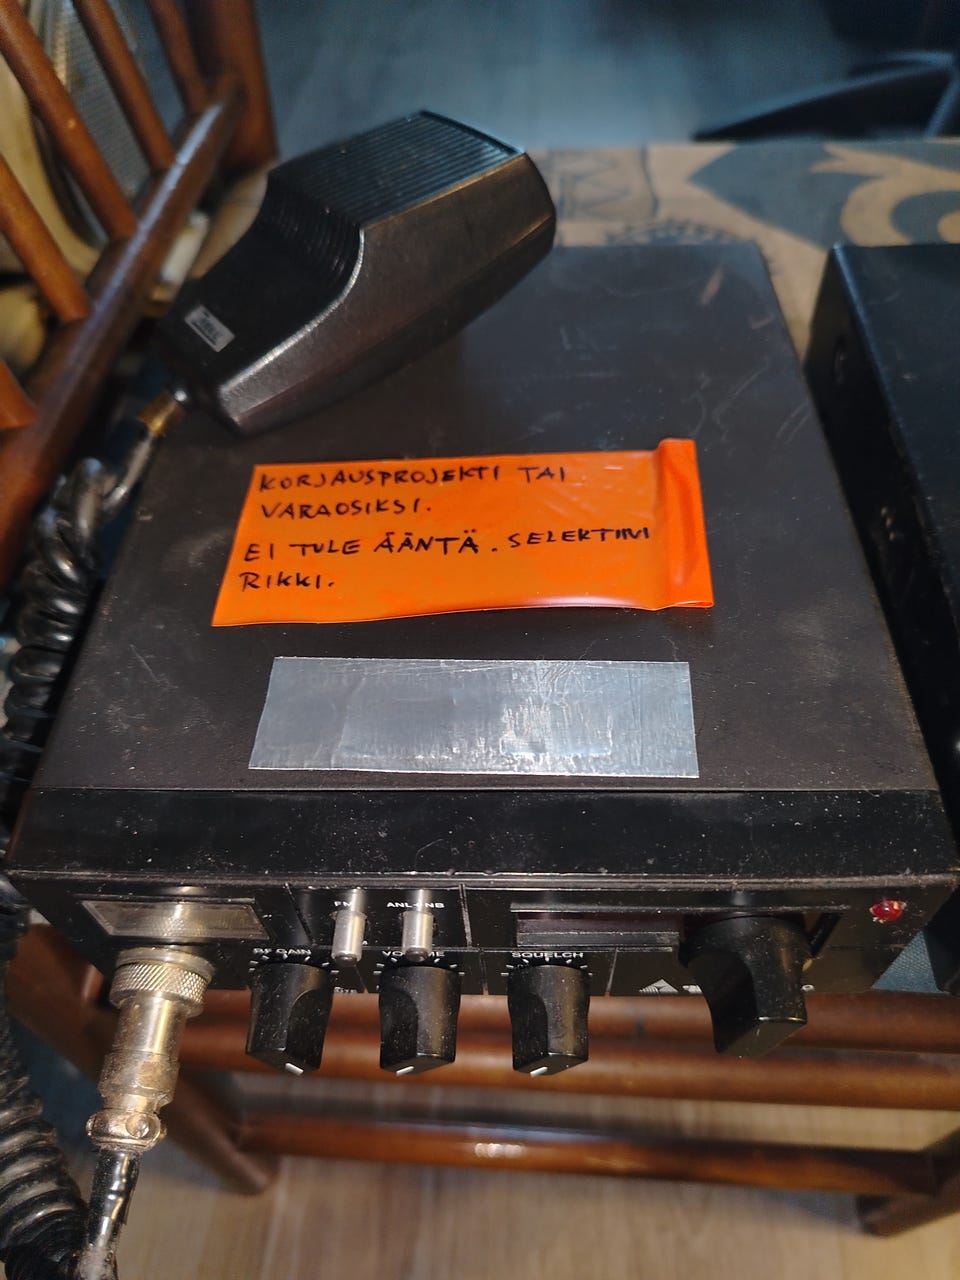 KORJAUSPROJEKTI TAI
VARAOSIKSI.
EI TULE ÄÄNTÄ. SELEKTIIVI
RIKKI.
FM ANL+NB
RF GAIN VOLUME SQUELCH